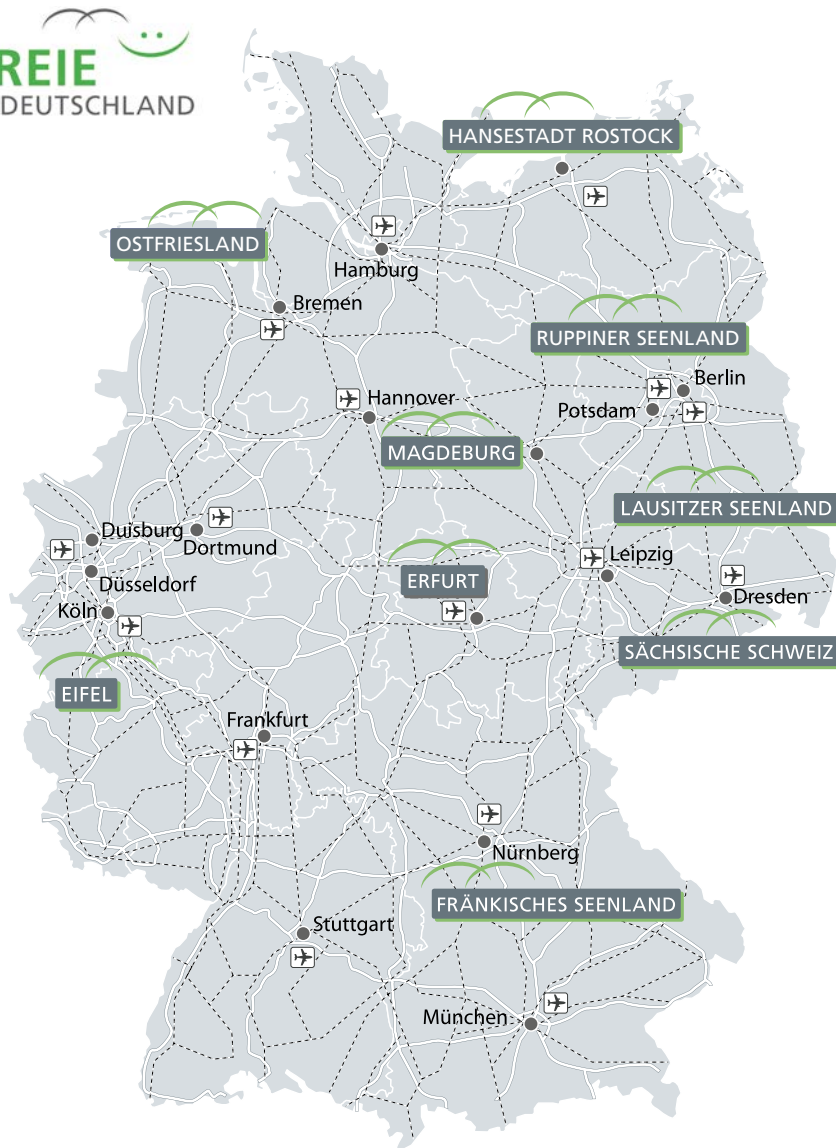 REIE
DEUTSCHLAND
HANSESTADT ROSTOCK
OSTFRIESLAND
Hamburg
Bremen
RUPPINER SEENLAND
Berlin
Hannover
Potsdam
MAGDEBURG
LAUSITZER SEENLAND
Duisburg
Dortmund
Leipzig
Düsseldorf
ERFURT
Dresden
Köln
SÄCHSISCHE SCHWEIZ
EIFEL
Frankfurt
Nürnberg
FRÄNKISCHES SEENLAND
Stuttgart
München